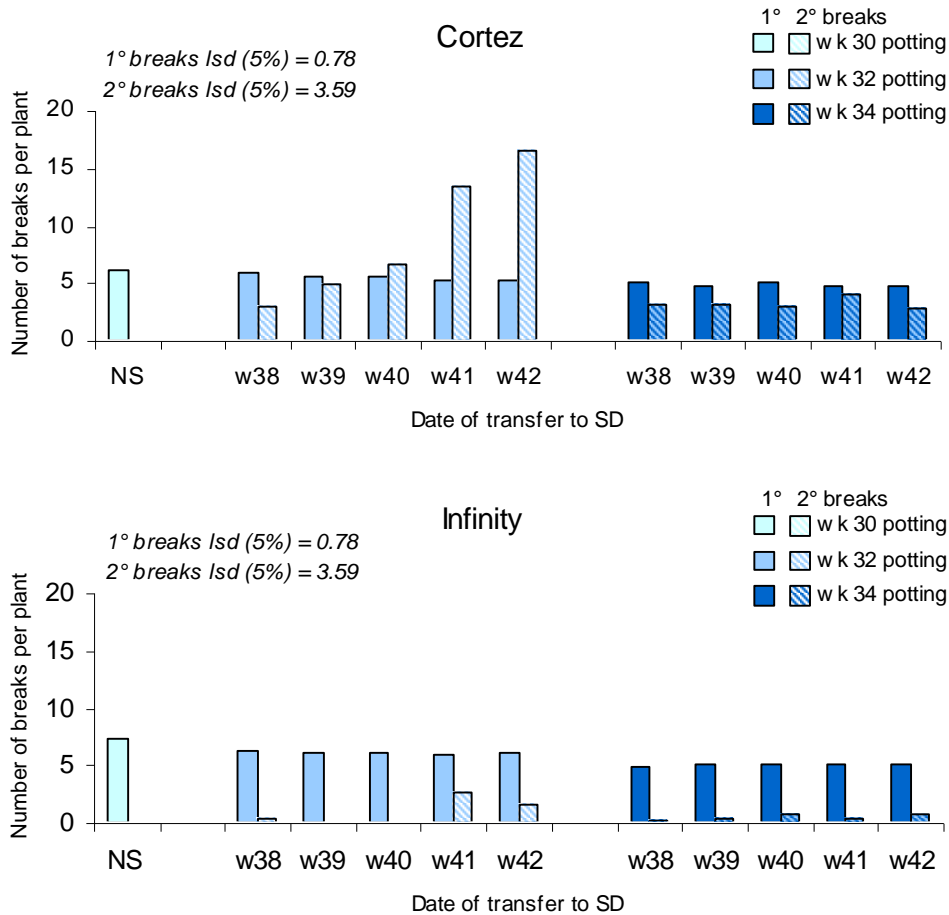 Cortez
1° 2° breaks
w k 30 potting
w k 32 potting
w k 34 potting
1° breaks lsd (5%) = 0.78
2° breaks lsd (5%) = 3.59
Number of breaks per plant
20
15
10
5
0
NS w38 w39 w40 w41 w42 w38 w39 w40 w41 w42
Date of transfer to SD
Infinity
1° 2° breaks
w k 30 potting
w k 32 potting
w k 34 potting
1° breaks lsd (5%) = 0.78
2° breaks lsd (5%) = 3.59
Number of breaks per plant
20
15
10
5
0
NS w38 w39 w40 w41 w42 w38 w39 w40 w41 w42
Date of transfer to SD